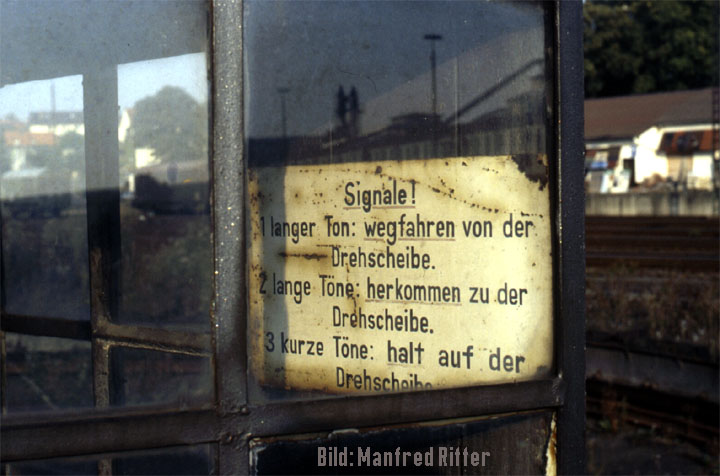 Signale!
1 langer Ton: wegfahren von der
Drehscheibe.
2 lange Töne: herkommen zu der
Drehscheibe.
3 kurze Töne: halt auf der
Drehscheibe
Bild: Manfred Ritter